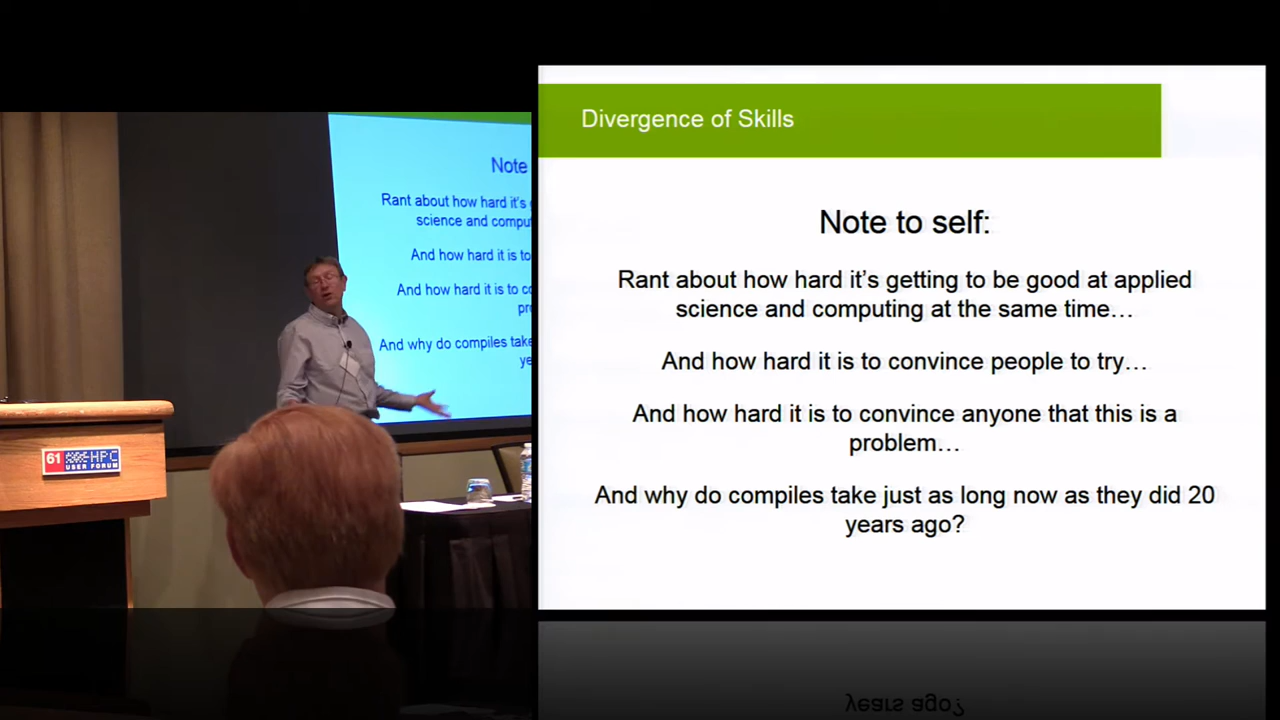 Note
Rant about how hard it's
science and compu
And how hard it is to
And how hard it is to
And why do compiles take
61 HPC
USER FORUM
Divergence of Skills
Note to self:
Rant about how hard it’s getting to be good at applied
science and computing at the same time…
And how hard it is to convince people to try…
And how hard it is to convince anyone that this is a
problem…
And why do compiles take just as long now as they did 20
years ago?
years ago?